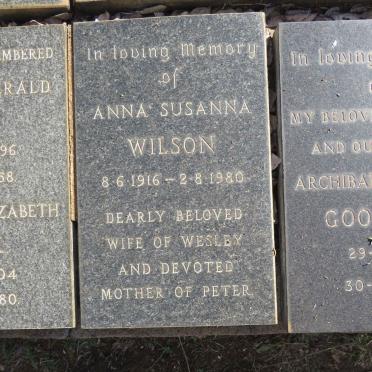 MBERED
ERALD
96
68
ZABETH
04
80
In loving Memory
of
ANNA SUSANNA
WILSON
8·6·1916 – 2·8·1980
DEARLY BELOVED
WIFE OF WESLEY
AND DEVOTED
MOTHER OF PETER
In loving
MY BELOVE
AND OU
ARCHIBA
GOO
29-
30-